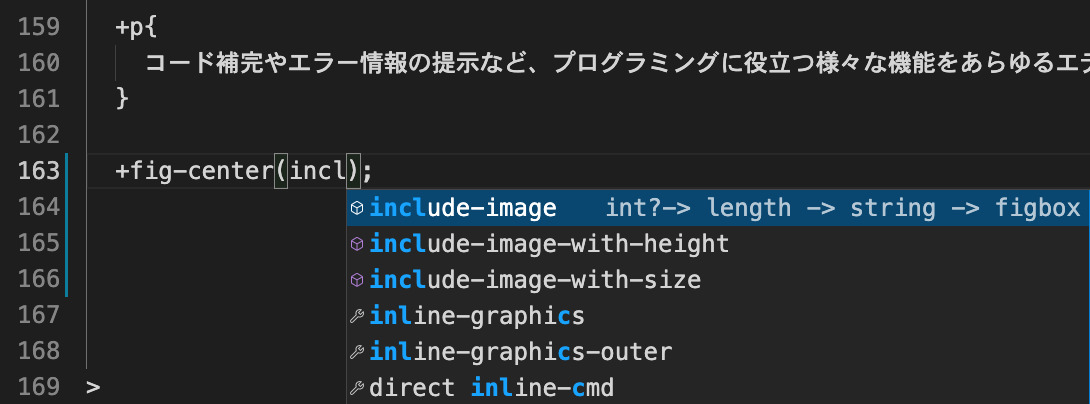 159 +p{
160 コード補完やエラー情報の提示など、プログラミングに役立つ様々な機能をあらゆるエデ
161 }
162
163 +fig-center(incl);
164 include-image int?-> length -> string -> figbox
165 include-image-with-height
166 include-image-with-size
167 inline-graphics
168 inline-graphics-outer
169 > direct inline-cmd